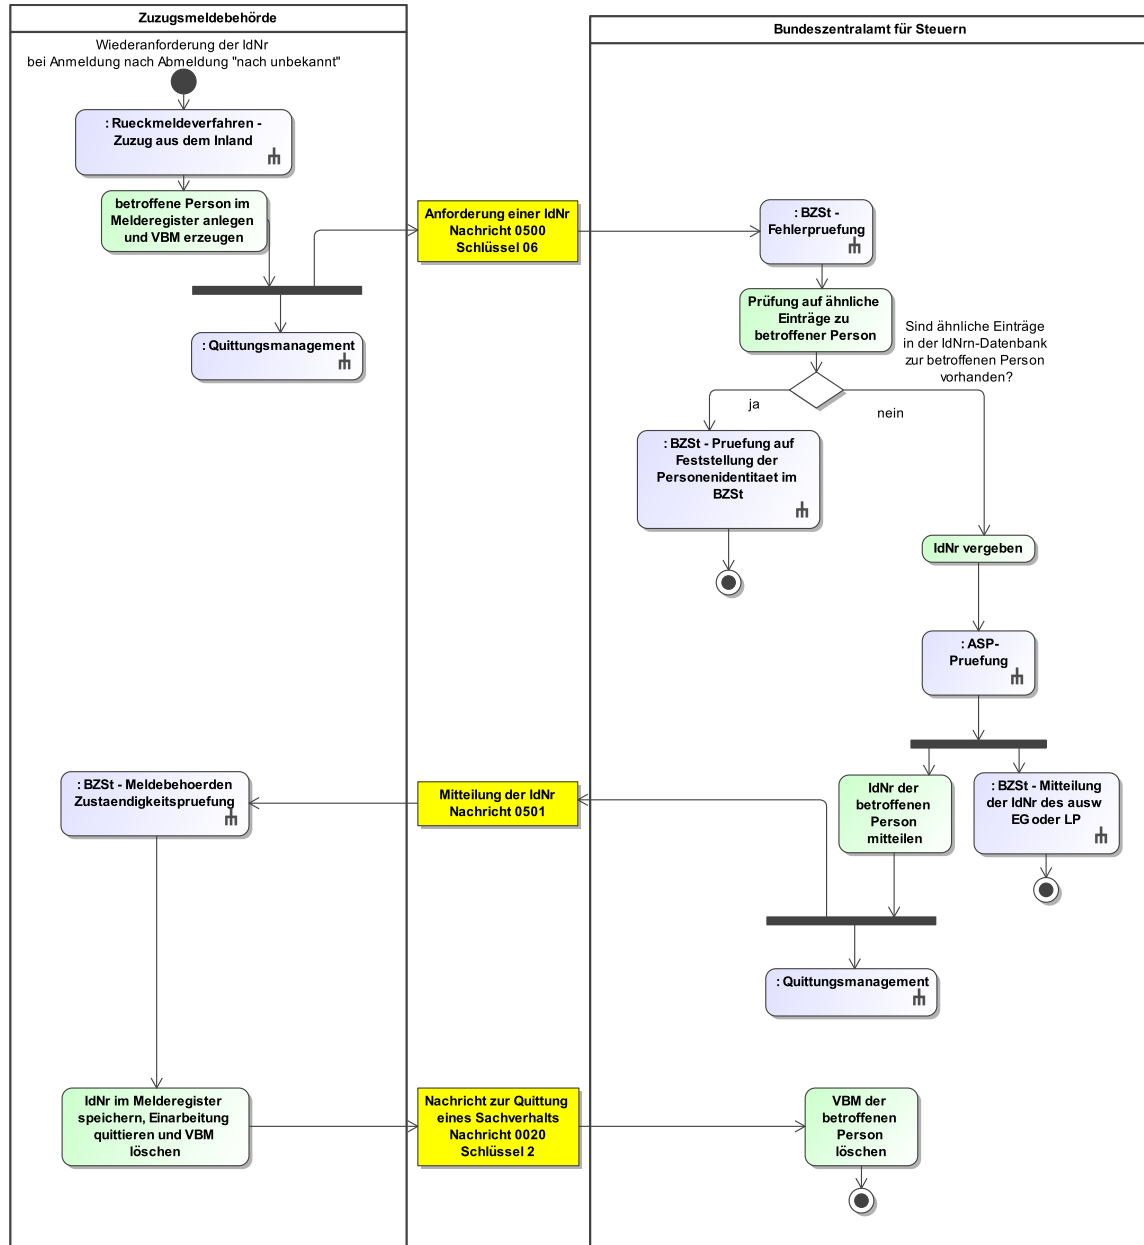 Zuzugsmeldebehörde
Bundeszentralamt für Steuern
Wiederanforderung der IdNr
bei Anmeldung nach Abmeldung "nach unbekannt"
: Rueckmeldeverfahren -
Zuzug aus dem Inland
betroffene Person im
Melderegister anlegen
und VBM erzeugen
Anforderung einer IdNr
Nachricht 0500
Schlüssel 06
: BZSt -
Fehlerpruefung
: Quittungsmanagement
Prüfung auf ähnliche
Einträge zu
betroffener Person
Sind ähnliche Einträge
in der IdNrn-Datenbank
zur betroffenen Person
vorhanden?
ja
nein
: BZSt - Pruefung auf
Feststellung der
Personenidentitaet im
BZSt
IdNr vergeben
: ASP-
Pruefung
: BZSt - Meldebehoerden
Zustaendigkeitspruefung
Mitteilung der IdNr
Nachricht 0501
IdNr der
betroffenen
Person
mitteilen
: BZSt - Mitteilung
der IdNr des ausw
EG oder LP
: Quittungsmanagement
IdNr im Melderegister
speichern, Einarbeitung
quittieren und VBM
löschen
Nachricht zur Quittung
eines Sachverhalts
Nachricht 0020
Schlüssel 2
VBM der
betroffenen
Person
löschen